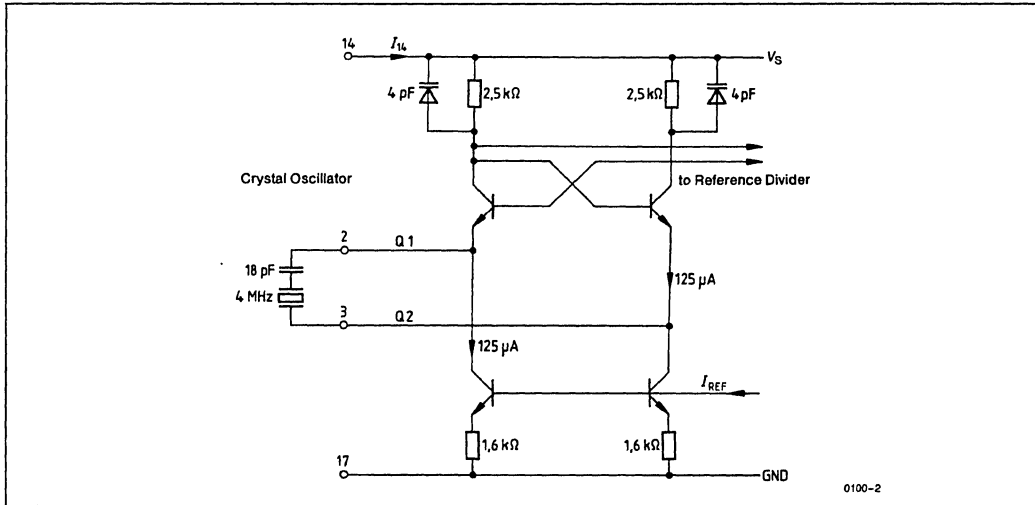 14
I14
VS
4 pF
2,5 kΩ
2,5 kΩ
4 pF
Crystal Oscillator
to Reference Divider
2
Q 1
18 pF
4 MHz
125 µA
3
Q2
125 µA
IREF
1,6 kΩ
1,6 kΩ
17
GND
0100–2